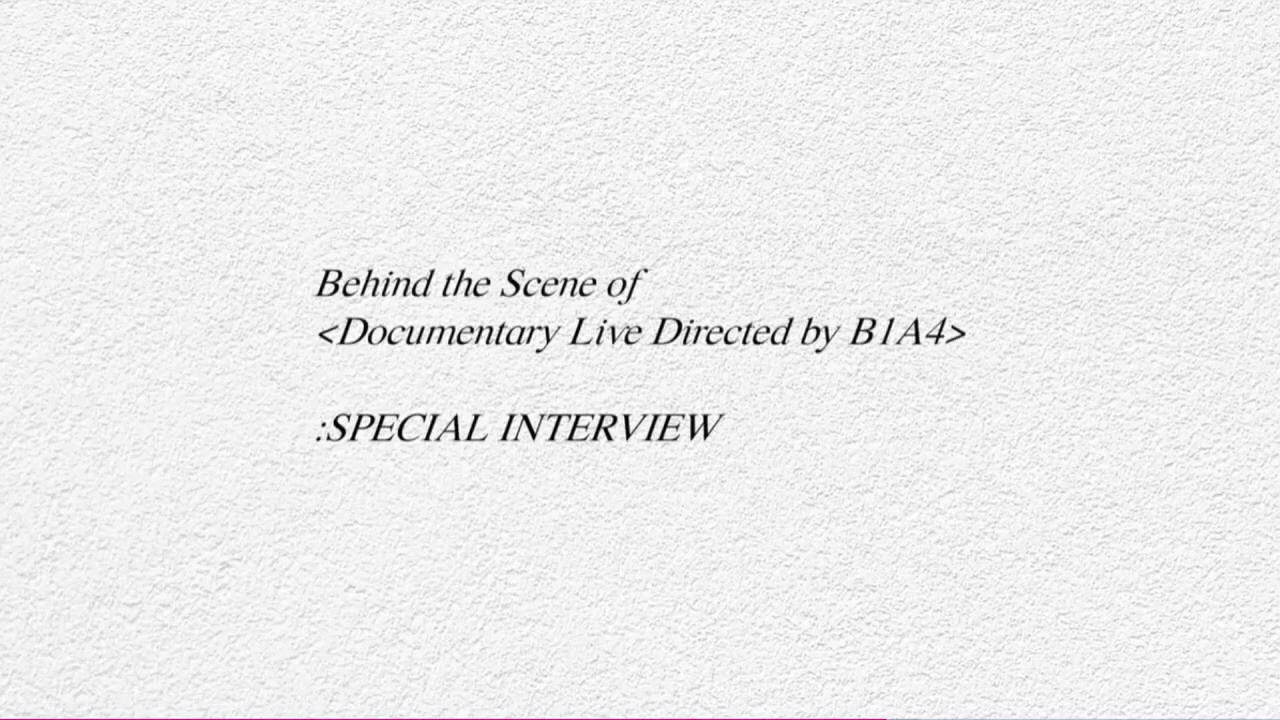 Behind the Scene of
<Documentary Live Directed by B1A4>
:SPECIAL INTERVIEW